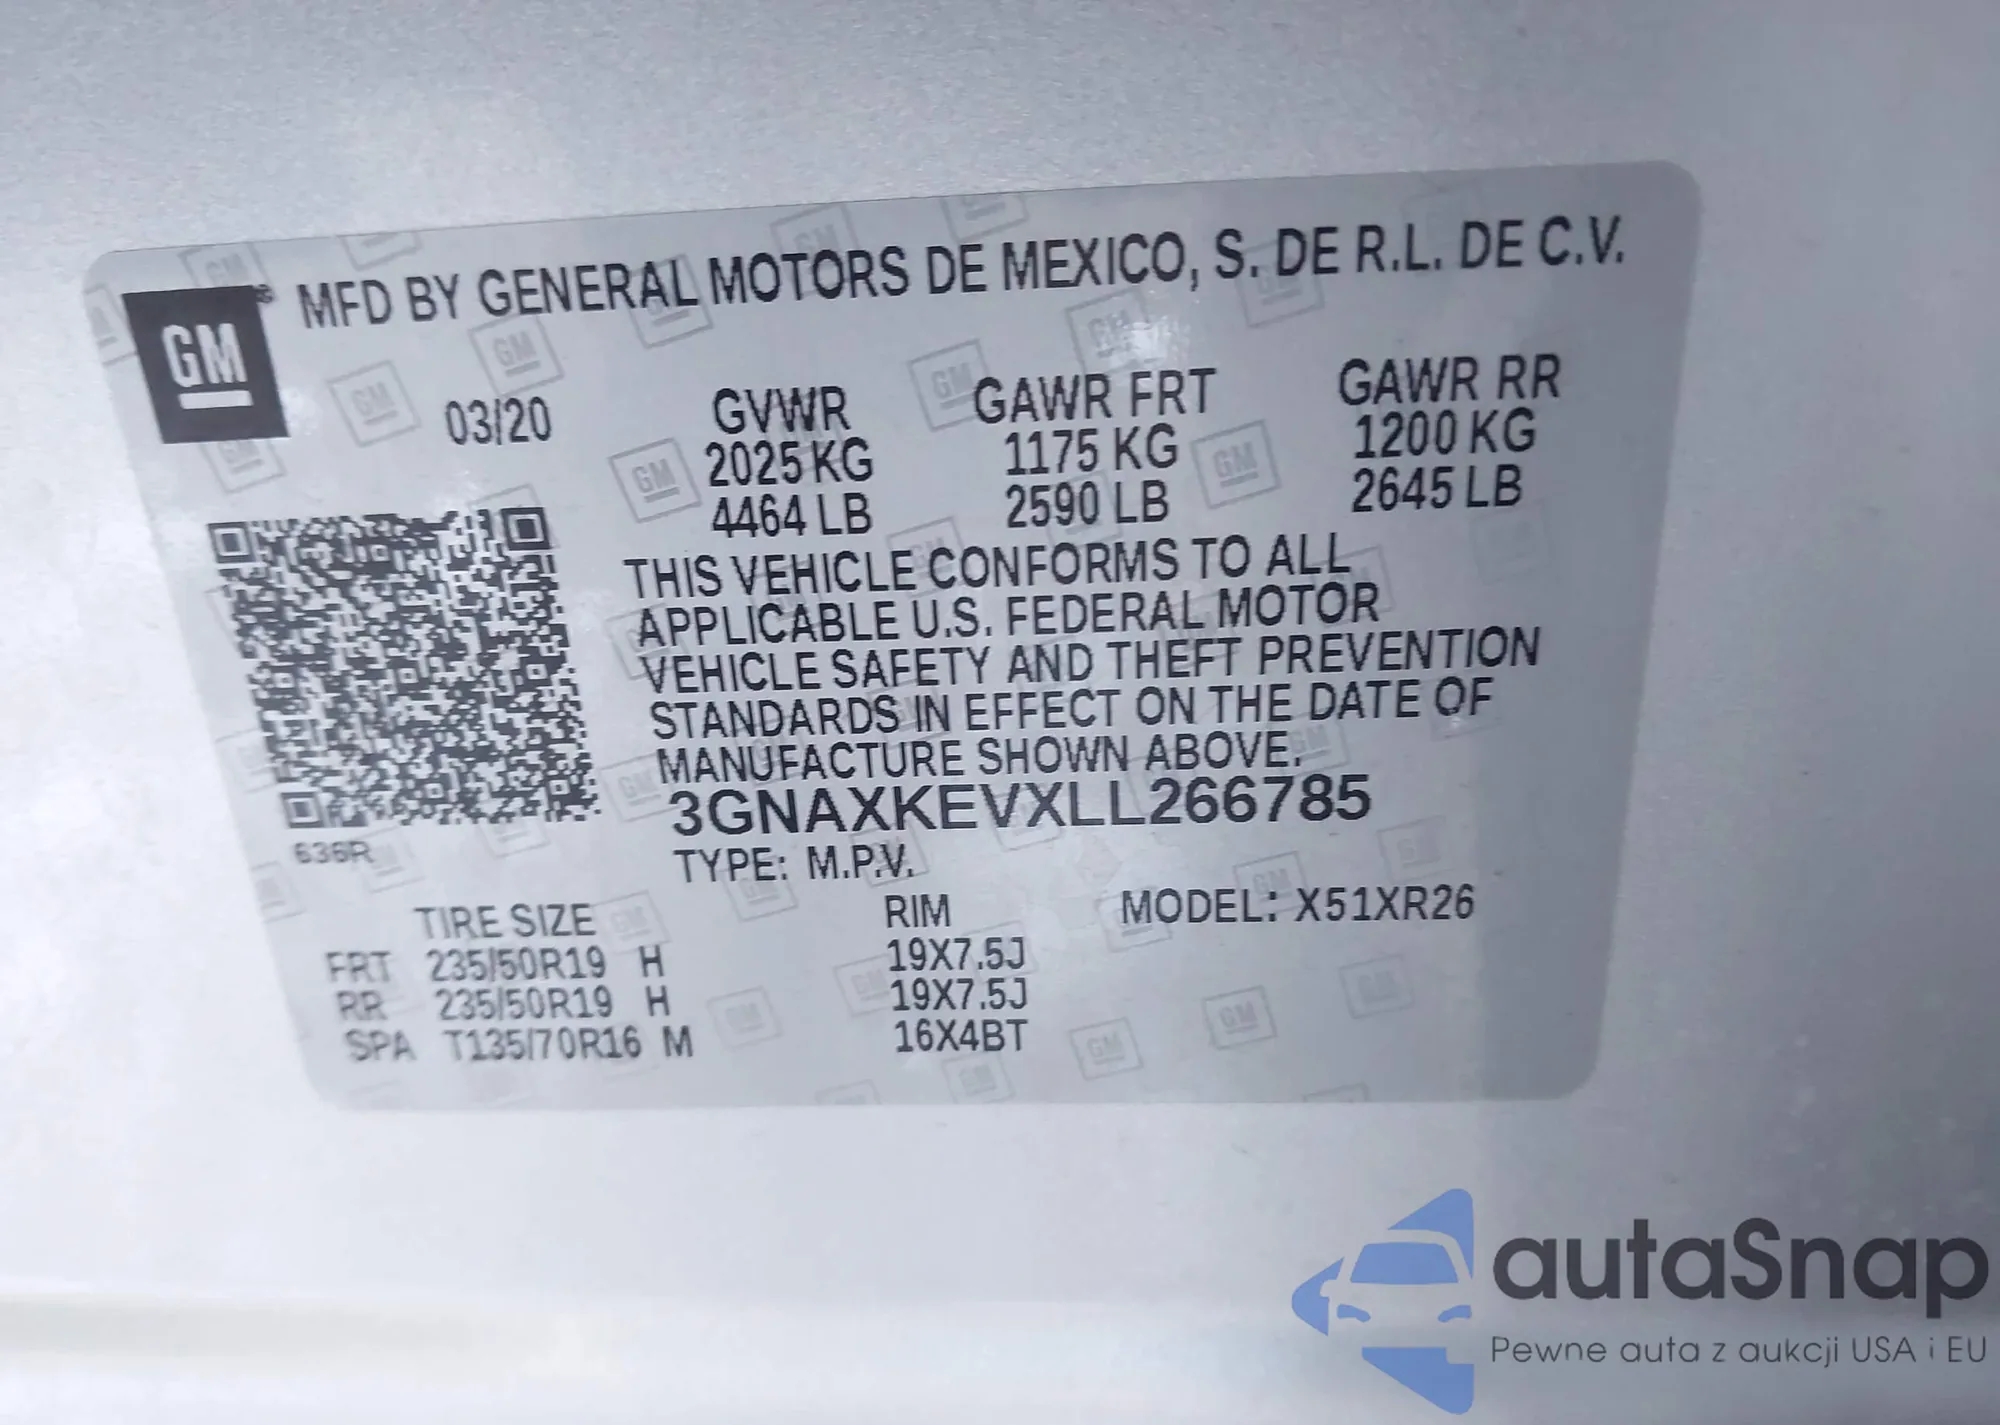 GM
MFD BY GENERAL MOTORS DE MEXICO, S. DE R.L. DE C.V.
03/20 GVWR GAWR FRT GAWR RR
2025 KG 1175 KG 1200 KG
4464 LB 2590 LB 2645 LB
THIS VEHICLE CONFORMS TO ALL
APPLICABLE U.S. FEDERAL MOTOR
VEHICLE SAFETY AND THEFT PREVENTION
STANDARDS IN EFFECT ON THE DATE OF
MANUFACTURE SHOWN ABOVE.
3GNAXKEVXLL266785
636R
TYPE: M.P.V.
TIRE SIZE RIM MODEL: X51XR26
FRT 235/50R19 H 19X7.5J
RR 235/50R19 H 19X7.5J
SPA T135/70R16 M 16X4BT
autaSnap
Pewne auta z aukcji USA i EU